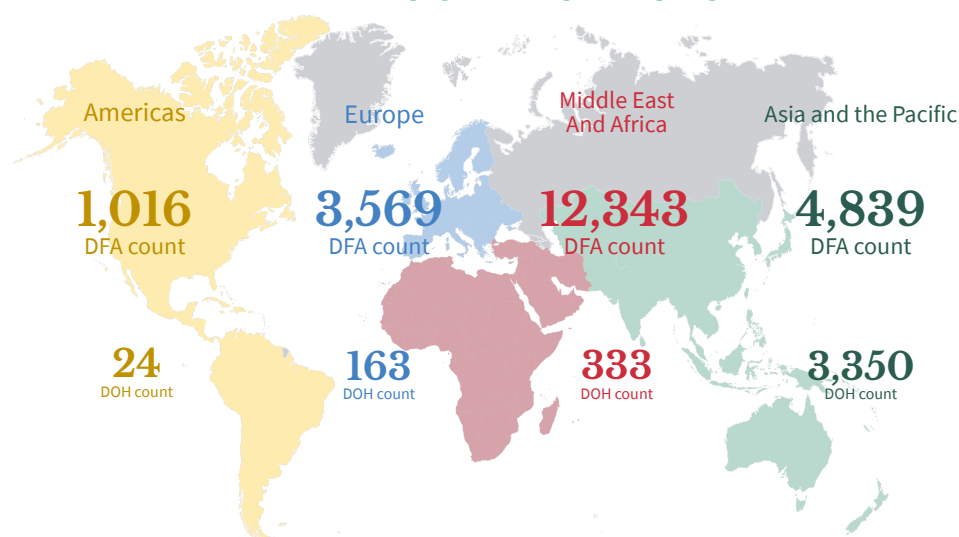 Americas
1,016
DFA count
24
DOH count
Europe
3,569
DFA count
163
DOH count
Middle East
And Africa
12,343
DFA count
333
DOH count
Asia and the Pacific
4,839
DFA count
3,350
DOH count